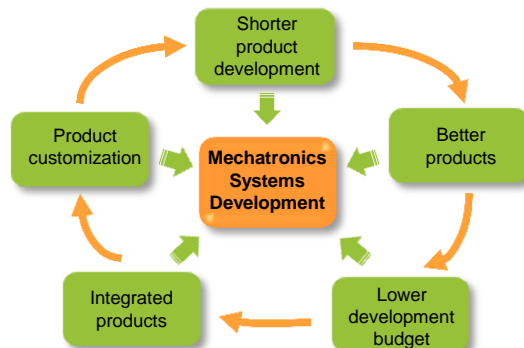 Shorter
product
development
Product
customization
Mechatronics
Systems
Development
Better
products
Integrated
products
Lower
development
budget